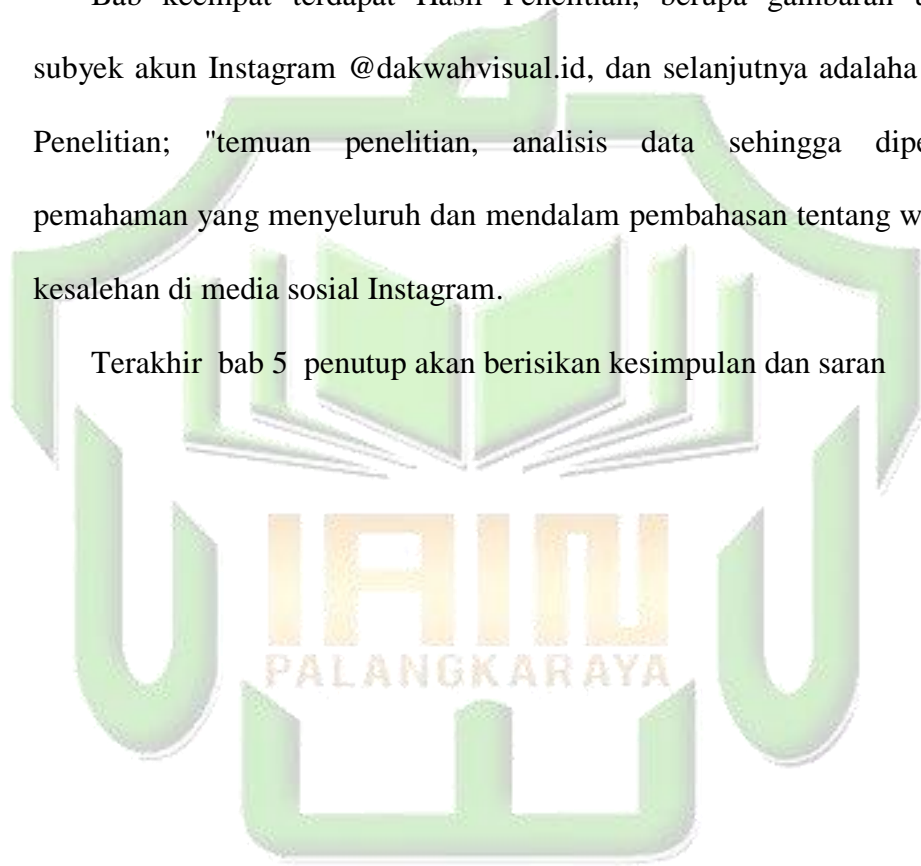 Bab keempat terdapat Hasil Penelitian, berupa gambaran
subyek akun Instagram @dakwahvisual.id, dan selanjutnya adalaha
Penelitian; "temuan penelitian, analisis data sehingga
pemahaman yang menyeluruh dan mendalam pembahasan tentang
kesalehan di media sosial Instagram.
Terakhir bab 5 penutup akan berisikan kesimpulan dan saran
IAIN
PALANGKARAYA